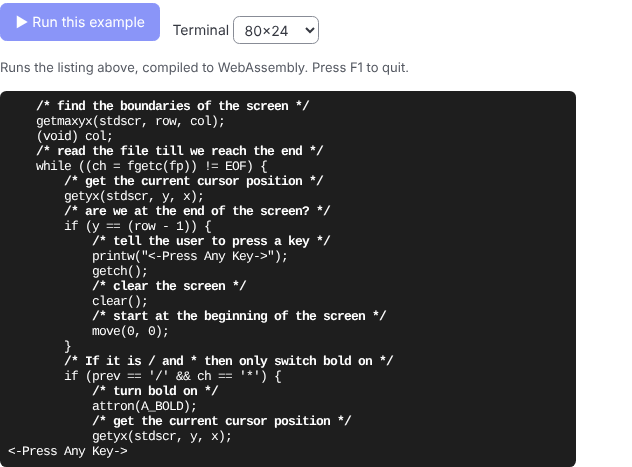 ▶ Run this example
Terminal 80×24
Runs the listing above, compiled to WebAssembly. Press F1 to quit.
    /* find the boundaries of the screen */
    getmaxyx(stdscr, row, col);
    (void) col;
    /* read the file till we reach the end */
    while ((ch = fgetc(fp)) != EOF) {
        /* get the current cursor position */
        getyx(stdscr, y, x);
        /* are we at the end of the screen? */
        if (y == (row - 1)) {
            /* tell the user to press a key */
            printw("<-Press Any Key->");
            getch();
            /* clear the screen */
            clear();
            /* start at the beginning of the screen */
            move(0, 0);
        }
        /* If it is / and * then only switch bold on */
        if (prev == '/' && ch == '*') {
            /* turn bold on */
            attron(A_BOLD);
            /* get the current cursor position */
            getyx(stdscr, y, x);
<-Press Any Key->